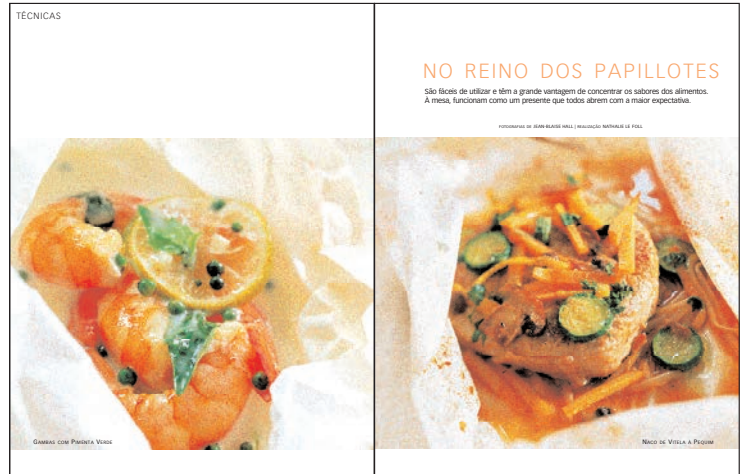 TÉCNICAS
NO REINO DOS PAPILLOTES
São fáceis de utilizar e têm a grande vantagem de concentrar os sabores dos alimentos.
À mesa, funcionam como um presente que todos abrem com a maior expectativa.
FOTOGRAFIAS DE JEAN-BLAISE HALL | REALIZAÇÃO NATHALIE LE FOLL
GAMBAS COM PIMENTA VERDE
NACO DE VITELA À PEQUIM